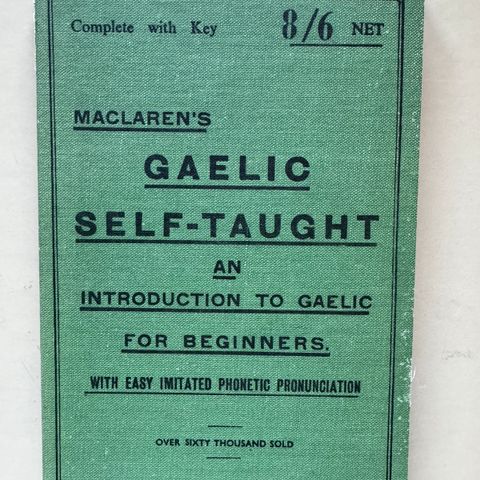 Complete with Key 8/6 NET
MACLAREN'S
GAELIC
SELF-TAUGHT
AN
INTRODUCTION TO GAELIC
FOR BEGINNERS.
WITH EASY IMITATED PHONETIC PRONUNCIATION
OVER SIXTY THOUSAND SOLD